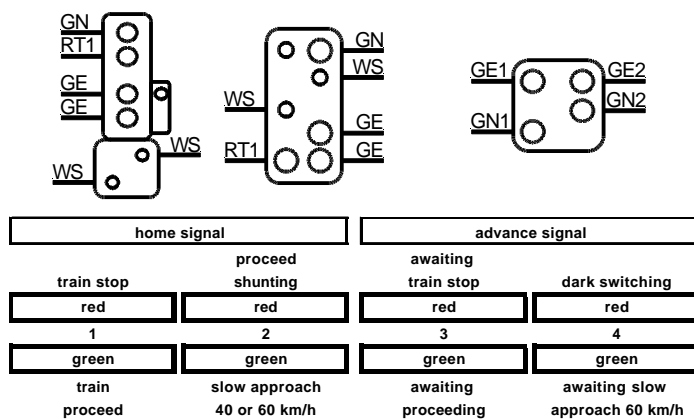 GN
RT1
GE
GE
WS
WS
GN
WS
WS
GE
RT1
GE
GE1
GE2
GN1
GN2
home signal advance signal
proceed awaiting
train stop shunting train stop dark switching
red red red red
1 2 3 4
green green green green
train slow approach awaiting awaiting slow
proceed 40 or 60 km/h proceeding approach 60 km/h